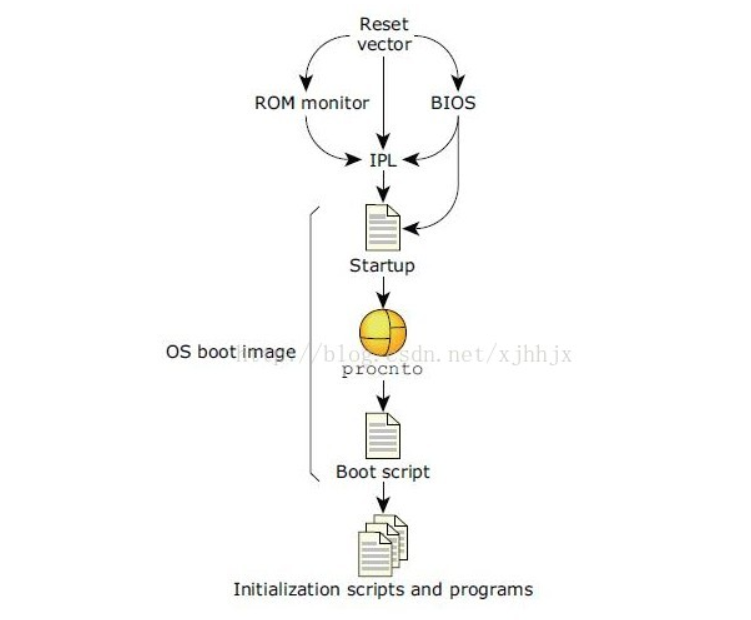 Reset
vector
ROM monitor
BIOS
IPL
Startup
OS boot image
http://blog.csdn.net/xjhhjx
procnto
Boot script
Initialization scripts and programs